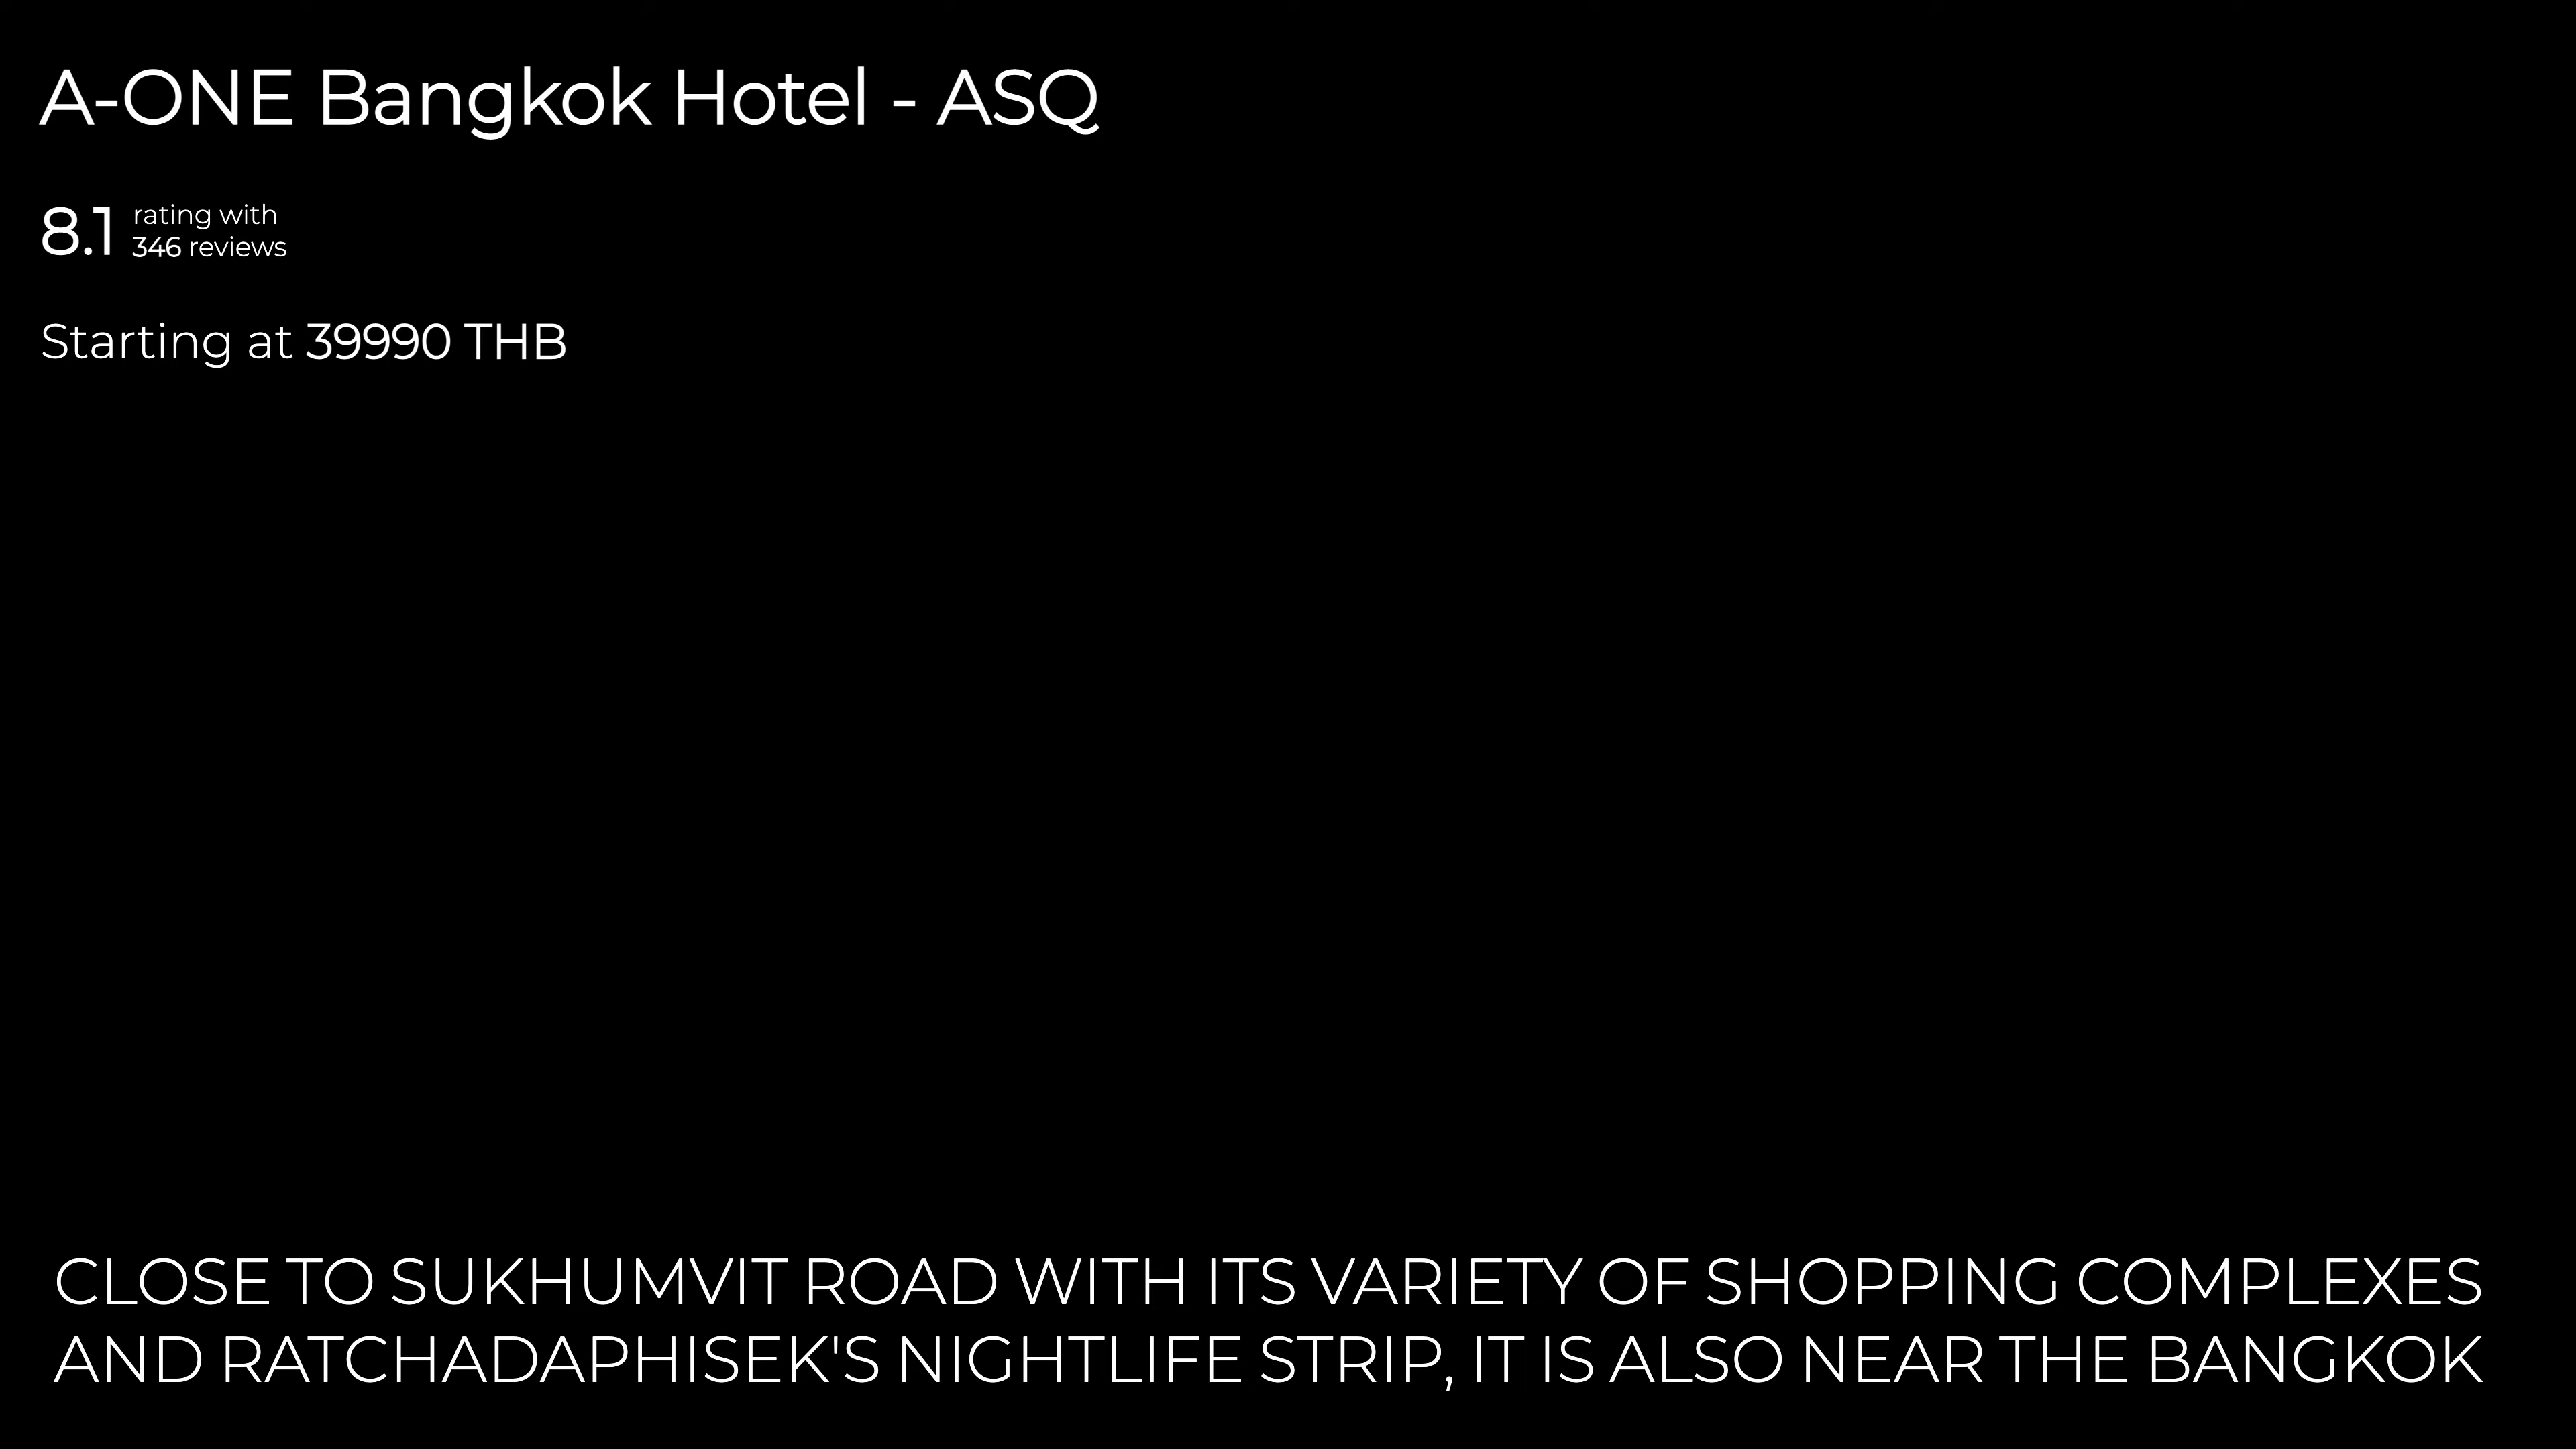 A-ONE Bangkok Hotel - ASQ
8.1 rating with
346 reviews
Starting at 39990 THB
CLOSE TO SUKHUMVIT ROAD WITH ITS VARIETY OF SHOPPING COMPLEXES
AND RATCHADAPHISEK'S NIGHTLIFE STRIP, IT IS ALSO NEAR THE BANGKOK